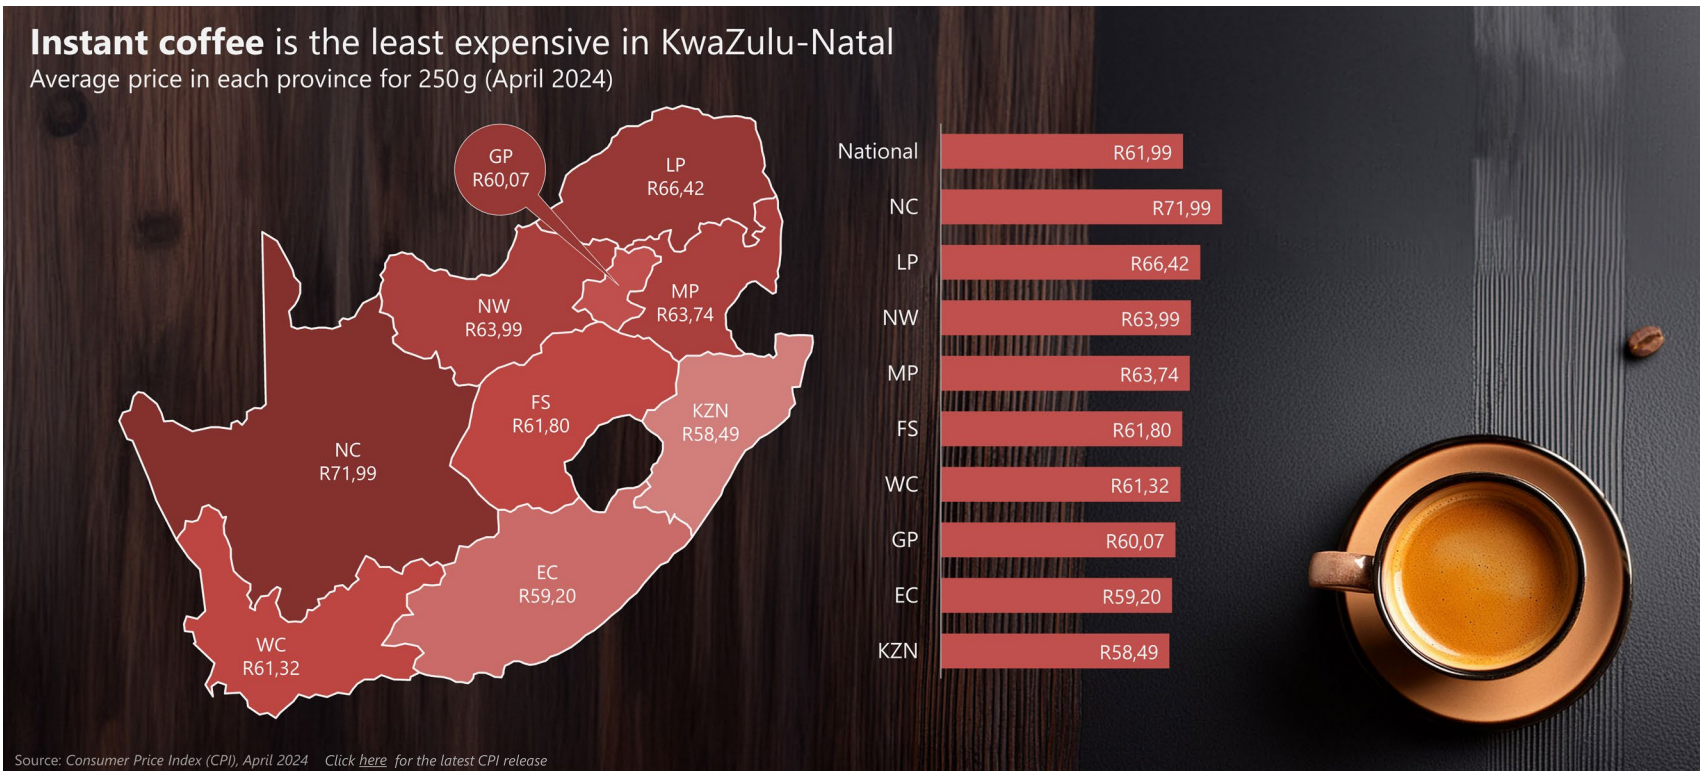 Instant coffee is the least expensive in KwaZulu-Natal
Average price in each province for 250 g (April 2024)
GP
R60,07
LP
R66,42
NW
R63,99
MP
R63,74
FS
R61,80
KZN
R58,49
NC
R71,99
EC
R59,20
WC
R61,32
National R61,99
NC R71,99
LP R66,42
NW R63,99
MP R63,74
FS R61,80
WC R61,32
GP R60,07
EC R59,20
KZN R58,49
Source: Consumer Price Index (CPI), April 2024 Click here for the latest CPI release